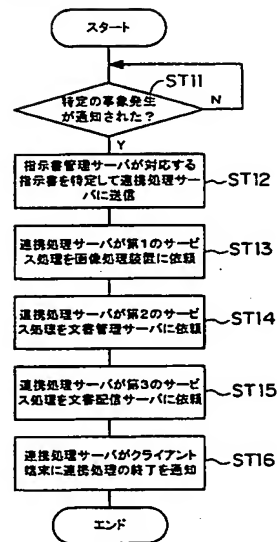 スタート
特定の事象発生
が通知された？
ST11
N
Y
指示書管理サーバが対応する
指示書を特定して連携処理サー
バに送信
ST12
連携処理サーバが第1のサービ
ス処理を画像処理装置に依頼
ST13
連携処理サーバが第2のサービ
ス処理を文書管理サーバに依頼
ST14
連携処理サーバが第3のサービ
ス処理を文書配信サーバに依頼
ST15
連携処理サーバがクライアント
端末に連携処理の終了を通知
ST16
エンド